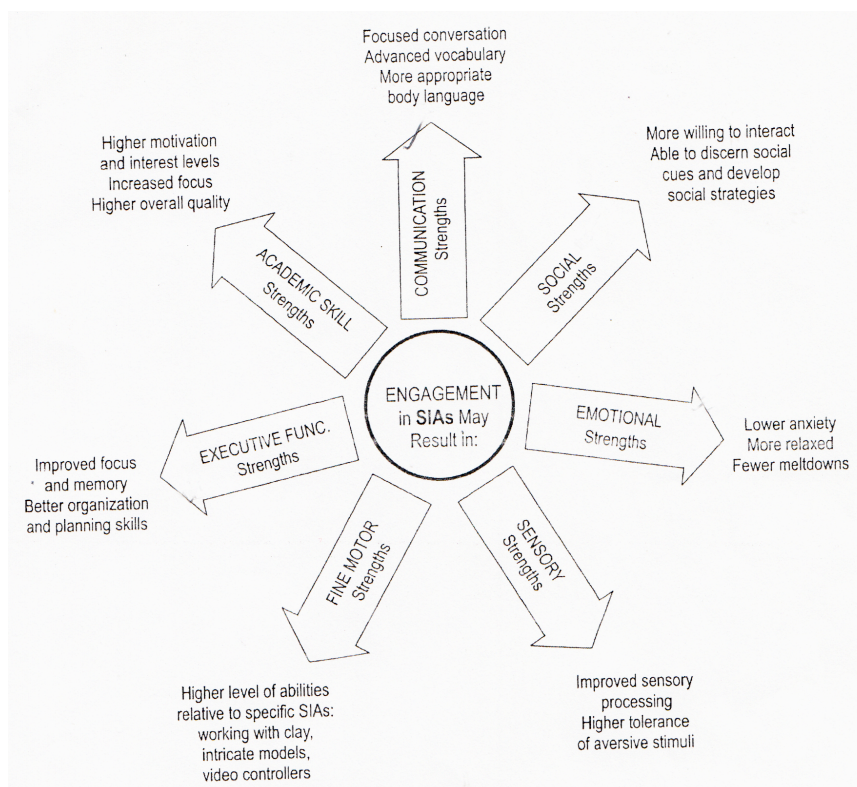 Focused conversation
Advanced vocabulary
More appropriate
body language
COMMUNICATION
Strengths
More willing to interact
Able to discern social
cues and develop
social strategies
SOCIAL
Strengths
Higher motivation
and interest levels
Increased focus
Higher overall quality
ACADEMIC SKILL
Strengths
ENGAGEMENT
in SIAs May
Result in:
EMOTIONAL
Strengths
Lower anxiety
More relaxed
Fewer meltdowns
EXECUTIVE FUNC.
Strengths
Improved focus
and memory
Better organization
and planning skills
FINE MOTOR
Strengths
Higher level of abilities
relative to specific SIAs:
working with clay,
intricate models,
video controllers
SENSORY
Strengths
Improved sensory
processing
Higher tolerance
of aversive stimuli